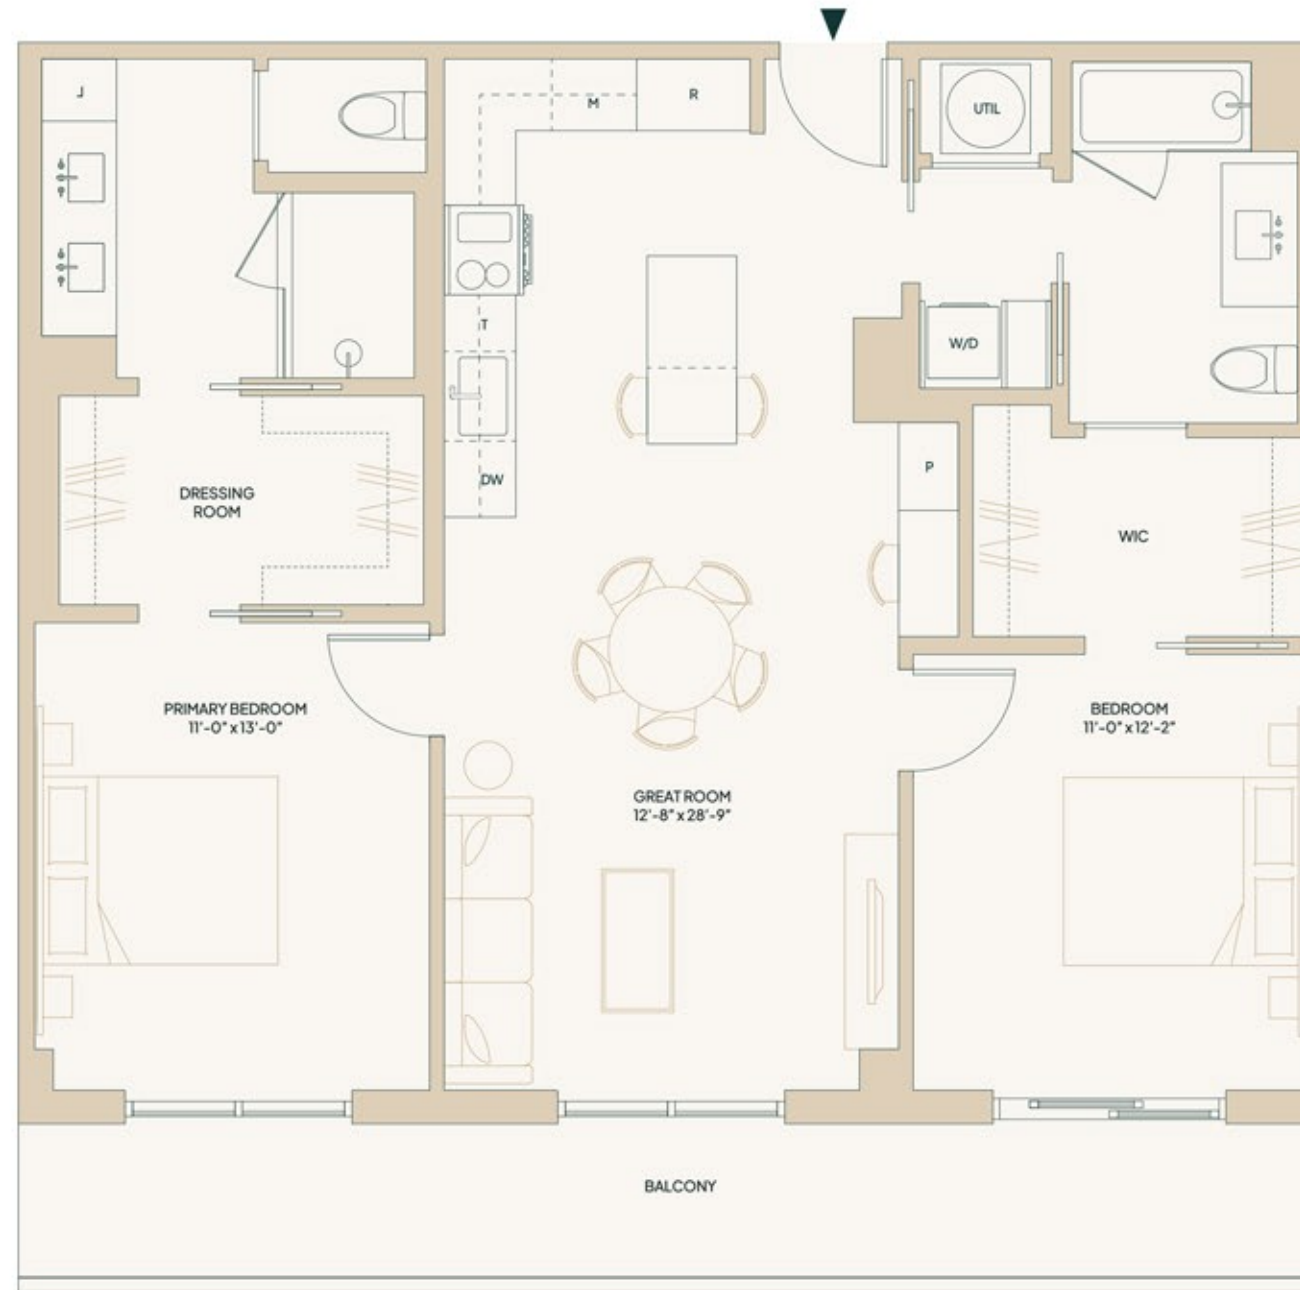 J
M
R
UTIL
T
W/D
DW
P
DRESSING
ROOM
WIC
PRIMARY BEDROOM
11'-0" x 13'-0"
BEDROOM
11'-0" x 12'-2"
GREAT ROOM
12'-8" x 28'-9"
BALCONY